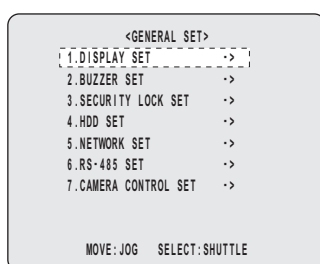 <GENERAL SET>
1.DISPLAY SET ->
2.BUZZER SET ->
3.SECURITY LOCK SET ->
4.HDD SET ->
5.NETWORK SET ->
6.RS-485 SET ->
7.CAMERA CONTROL SET ->
MOVE:JOG SELECT:SHUTTLE